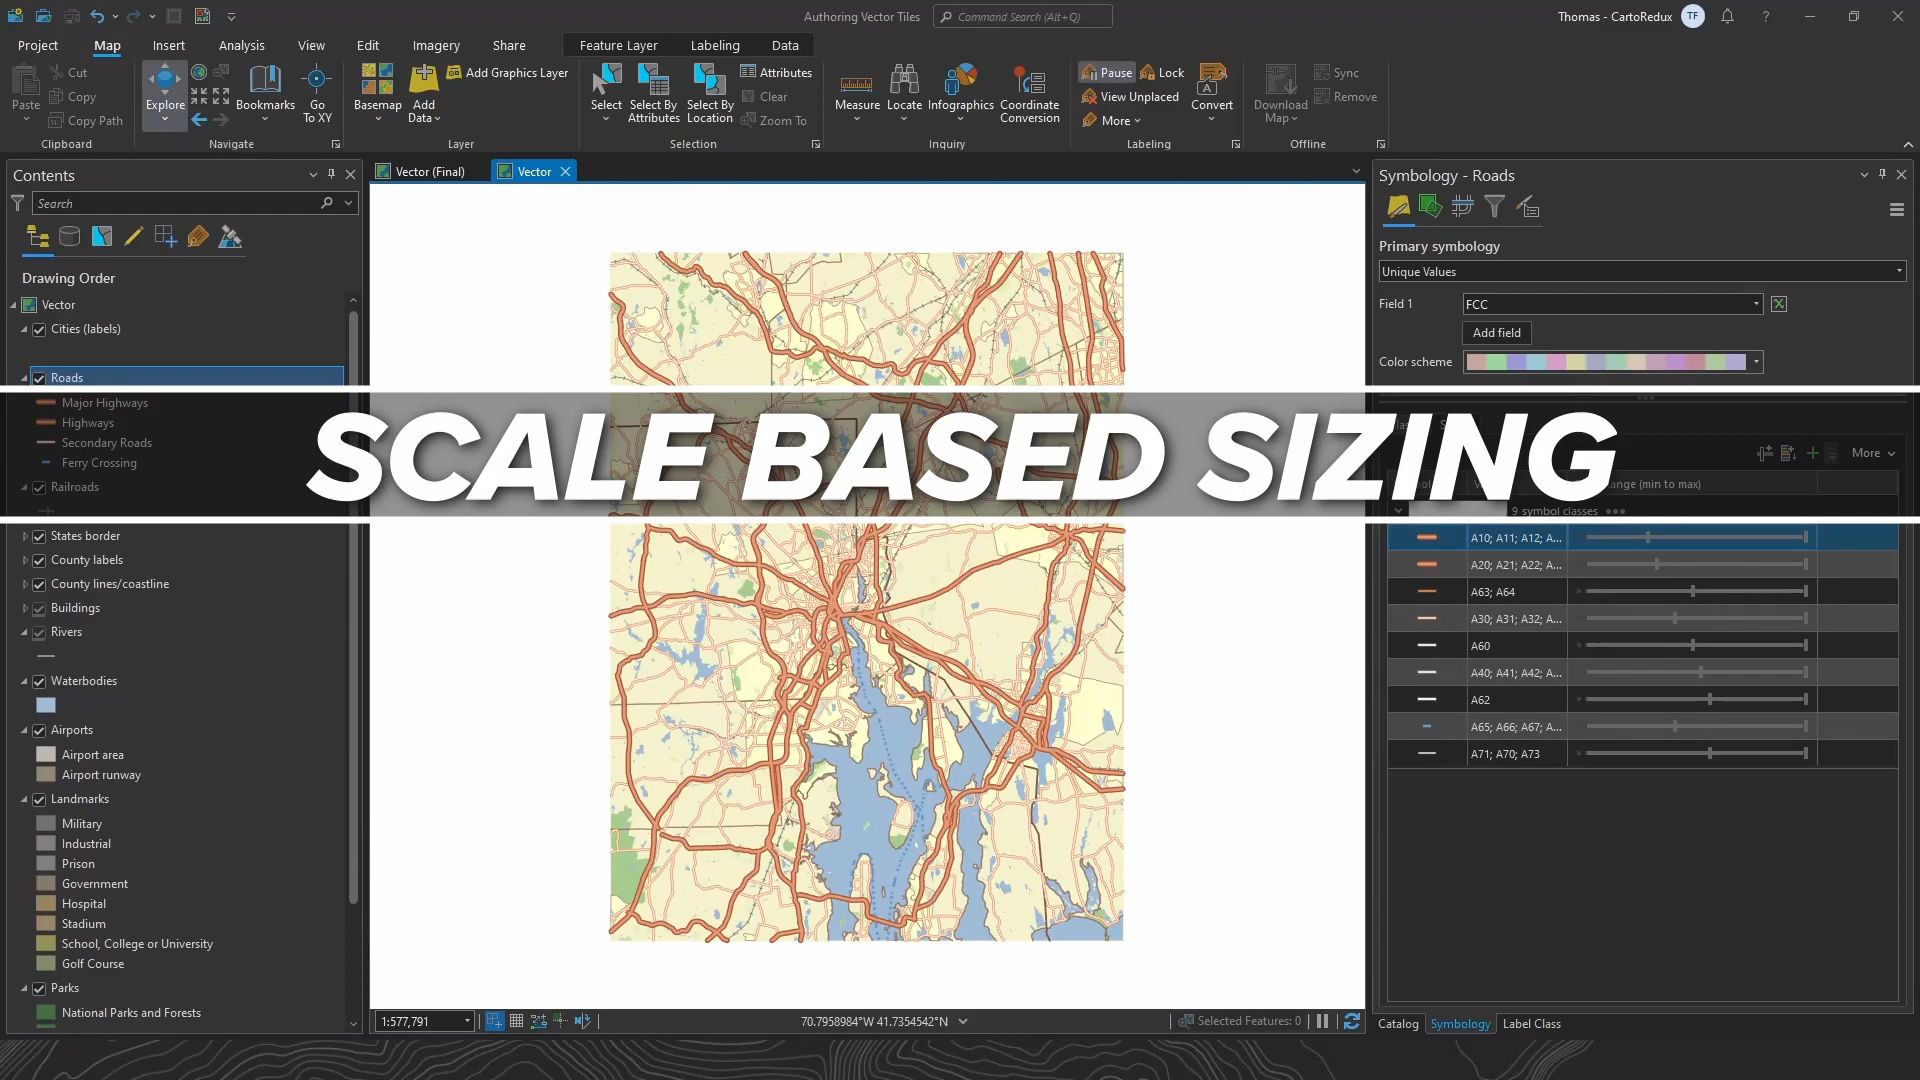 Authoring Vector Tiles
Command Search (Alt+Q)
Thomas - CartoRedux
TF
?
Project
Map
Insert
Analysis
View
Edit
Imagery
Share
Feature Layer
Labeling
Data
Paste
Cut
Copy
Copy Path
Clipboard
Explore
Bookmarks
Go
To XY
Navigate
Basemap
Add
Data
Add Graphics Layer
Layer
Select
Select By
Attributes
Select By
Location
Attributes
Clear
Zoom To
Selection
Measure
Locate
Infographics
Coordinate
Conversion
Inquiry
Pause
Lock
View Unplaced
More
Convert
Labeling
Download
Map
Sync
Remove
Offline
Contents
Search
Drawing Order
Vector
Cities (labels)
Roads
Major Highways
Highways
Secondary Roads
Ferry Crossing
Railroads
States border
County labels
County lines/coastline
Buildings
Rivers
Waterbodies
Airports
Airport area
Airport runway
Landmarks
Military
Industrial
Prison
Government
Hospital
Stadium
School, College or University
Golf Course
Parks
National Parks and Forests
Vector (Final)
Vector
SCALE BASED SIZING
1:577,791
70.7958984°W 41.7354542°N
Selected Features: 0
Symbology - Roads
Primary symbology
Unique Values
Field 1
FCC
Add field
Color scheme
More
ange (min to max)
9 symbol classes
A10; A11; A12; A...
A20; A21; A22; A...
A63; A64
A30; A31; A32; A...
A60
A40; A41; A42; A...
A62
A65; A66; A67; A...
A71; A70; A73
Catalog
Symbology
Label Class